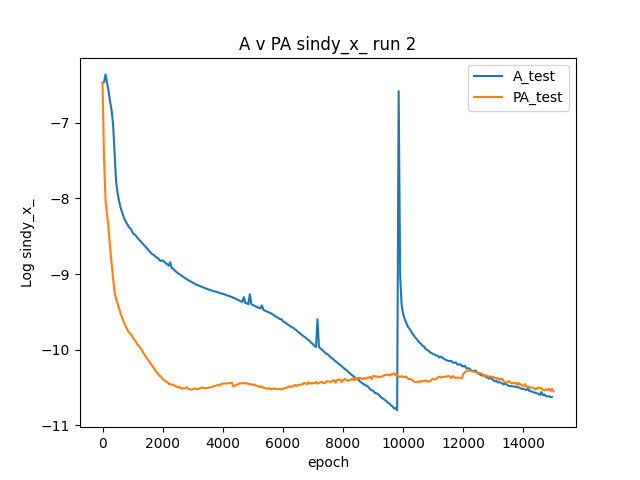 A v PA sindy_x_ run 2
A_test
PA_test
Log sindy_x_
−7
−8
−9
−10
−11
0 2000 4000 6000 8000 10000 12000 14000
epoch